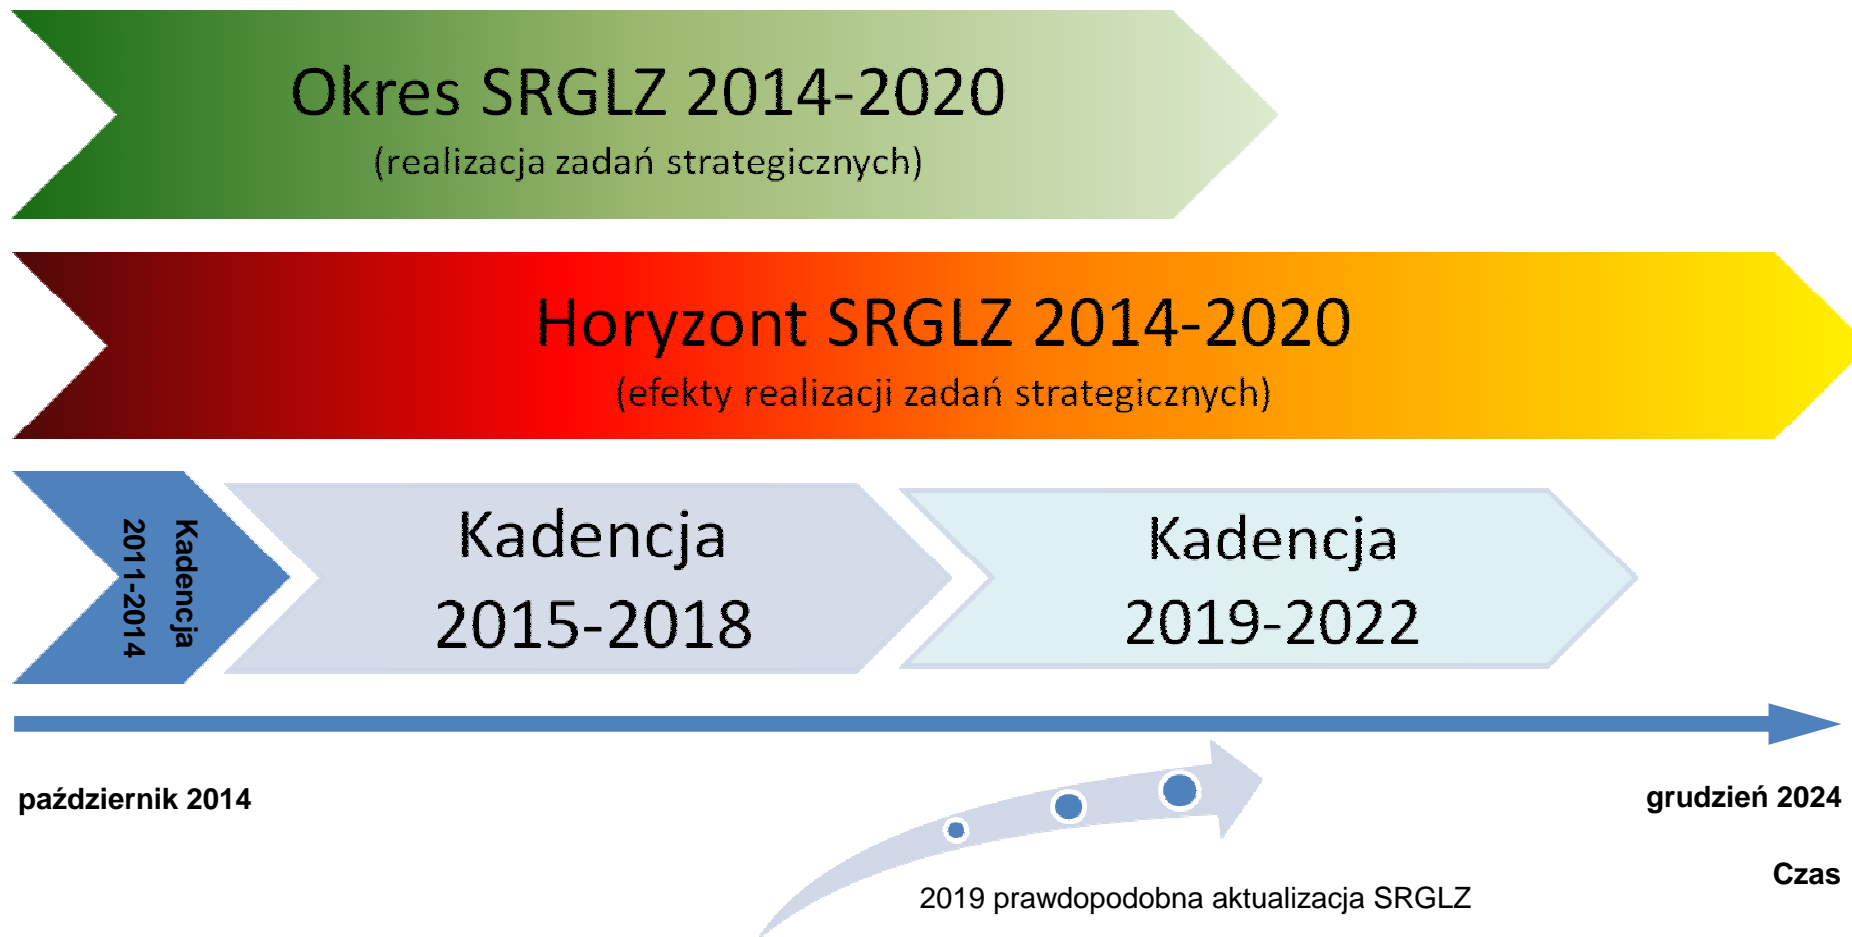 Okres SRGLZ 2014-2020
(realizacja zadań strategicznych)
Horyzont SRGLZ 2014-2020
(efekty realizacji zadań strategicznych)
Kadencja
2011-2014
Kadencja
2015-2018
Kadencja
2019-2022
październik 2014
grudzień 2024
Czas
2019 prawdopodobna aktualizacja SRGLZ